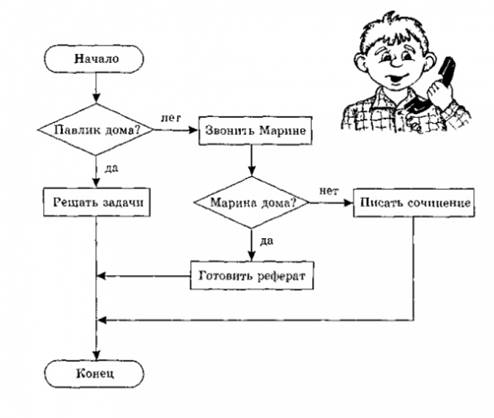 Начало
Павлик дома?
нет
Звонить Марине
да
Решать задачи
Марина дома?
нет
Писать сочинение
да
Готовить реферат
Конец